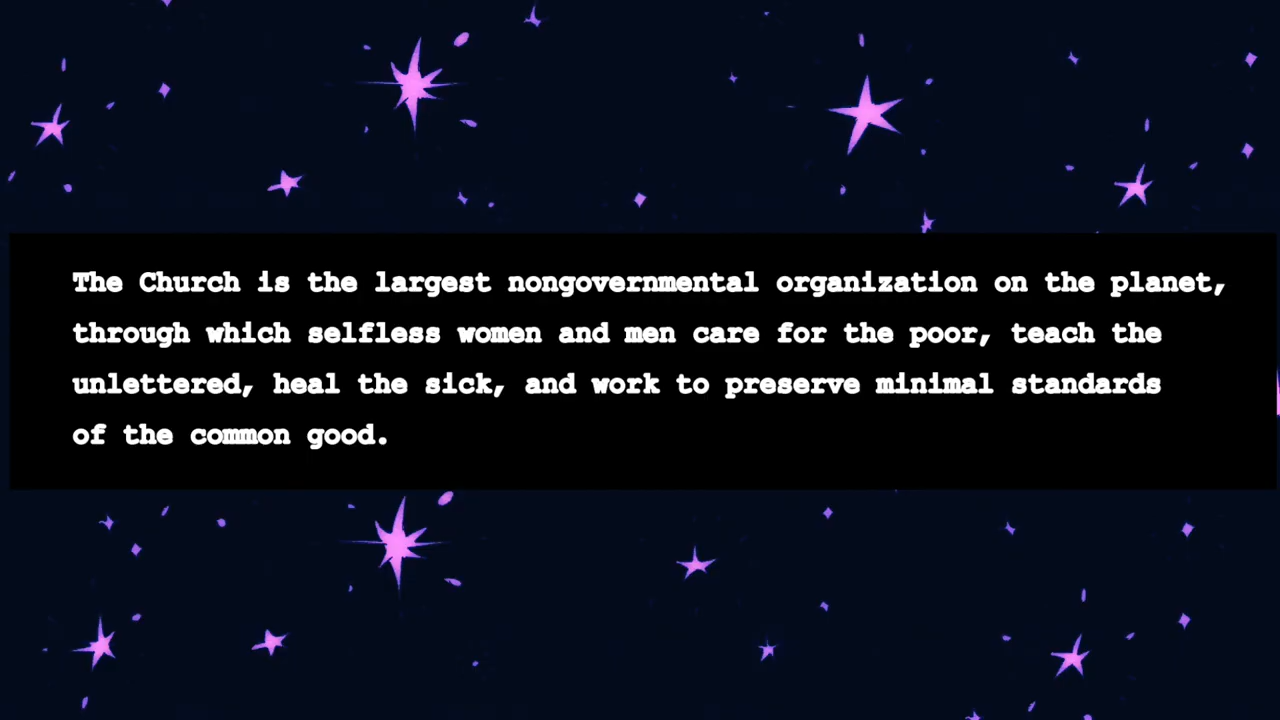 The Church is the largest nongovernmental organization on the planet,
through which selfless women and men care for the poor, teach the
unlettered, heal the sick, and work to preserve minimal standards
of the common good.